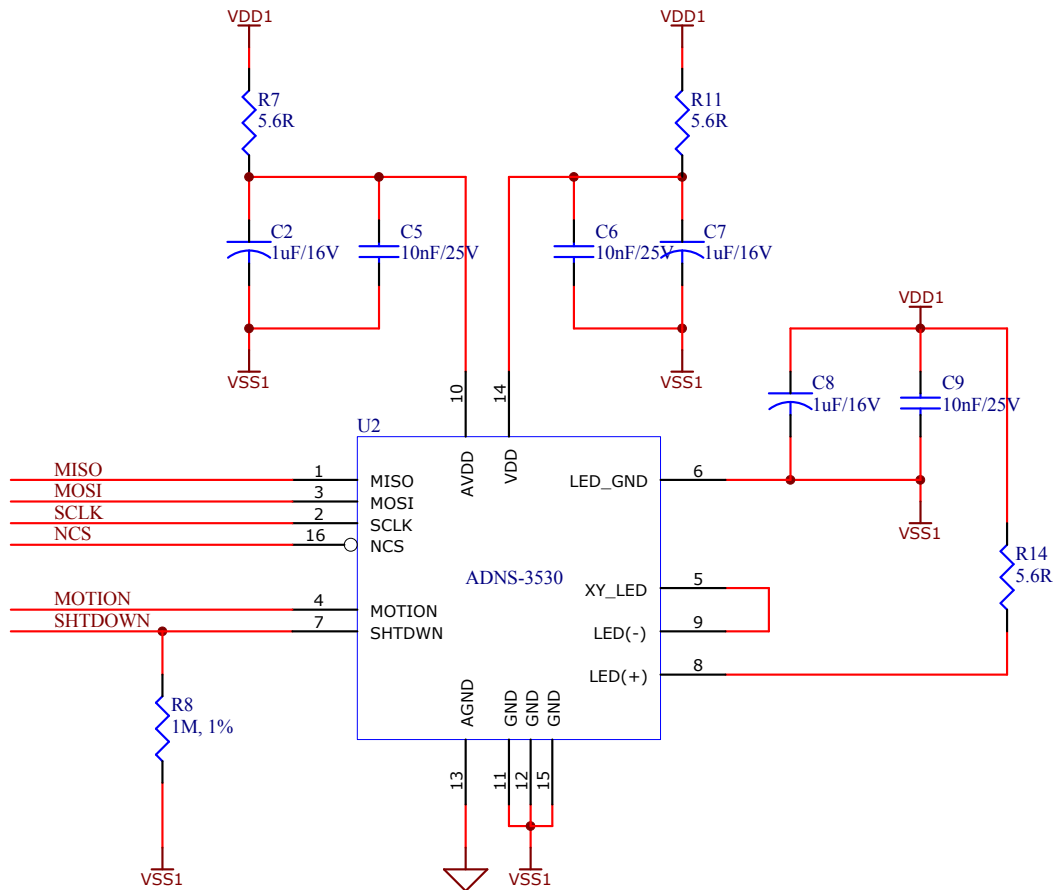 VDD1
VDD1
R7
5.6R
R11
5.6R
C2
1uF/16V
C5
10nF/25V
C6
10nF/25V
C7
1uF/16V
VSS1
VSS1
VDD1
C8
1uF/16V
C9
10nF/25V
10
14
U2
AVDD
VDD
MISO
1
MISO
MOSI
3
MOSI
SCLK
2
SCLK
NCS
16
NCS
LED_GND
6
VSS1
R14
5.6R
ADNS-3530
XY_LED
5
MOTION
4
MOTION
SHTDOWN
7
SHTDWN
LED(-)
9
LED(+)
8
R8
1M, 1%
AGND
GND
GND
GND
13
11
12
15
VSS1
VSS1